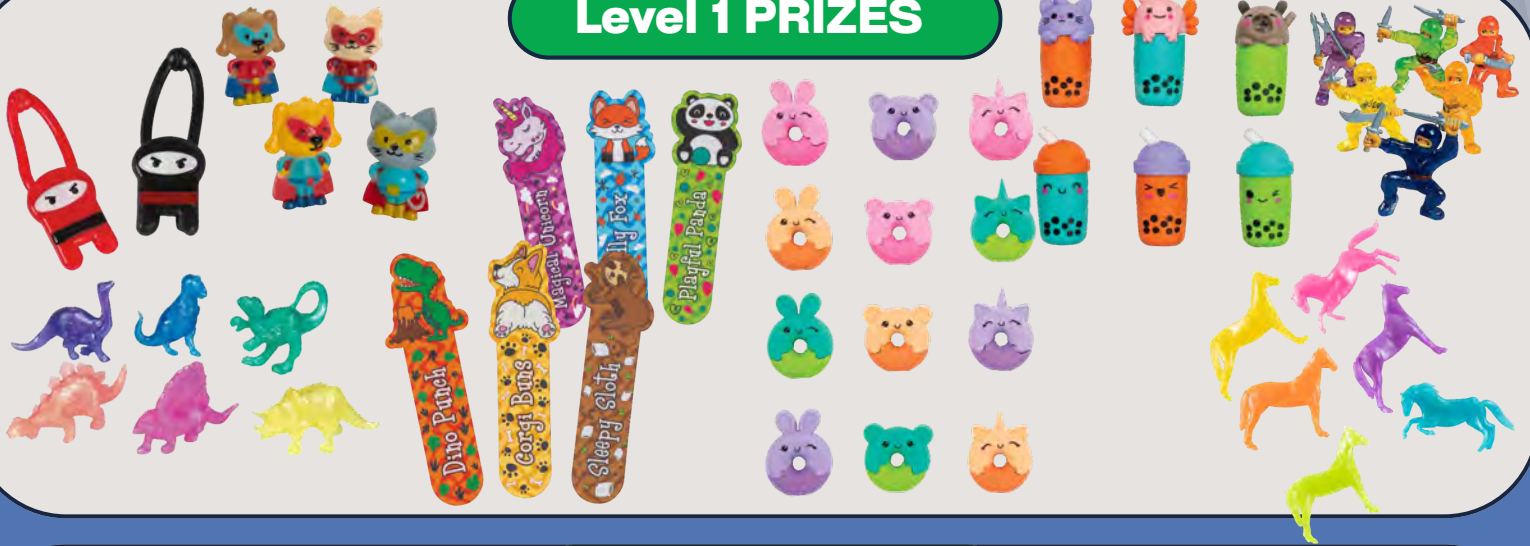 Level 1 PRIZES
Magical Unicorn
lly Fox
Playful Panda
Dino Punch
Corgi Buns
Sleepy Sloth